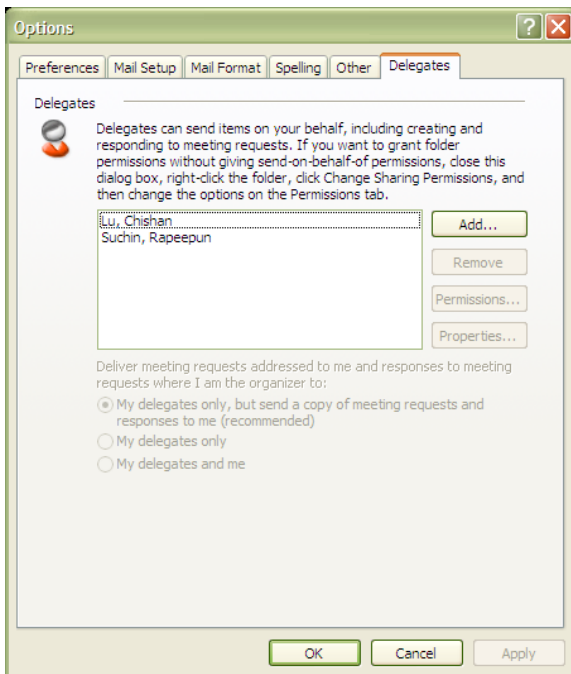 Options
Preferences Mail Setup Mail Format Spelling Other Delegates
Delegates
Delegates can send items on your behalf, including creating and
responding to meeting requests. If you want to grant folder
permissions without giving send-on-behalf-of permissions, close this
dialog box, right-click the folder, click Change Sharing Permissions, and
then change the options on the Permissions tab.
Lu, Chishan
Suchin, Rapeepun
Add...
Remove
Permissions...
Properties...
Deliver meeting requests addressed to me and responses to meeting
requests where I am the organizer to:
My delegates only, but send a copy of meeting requests and
responses to me (recommended)
My delegates only
My delegates and me
OK Cancel Apply